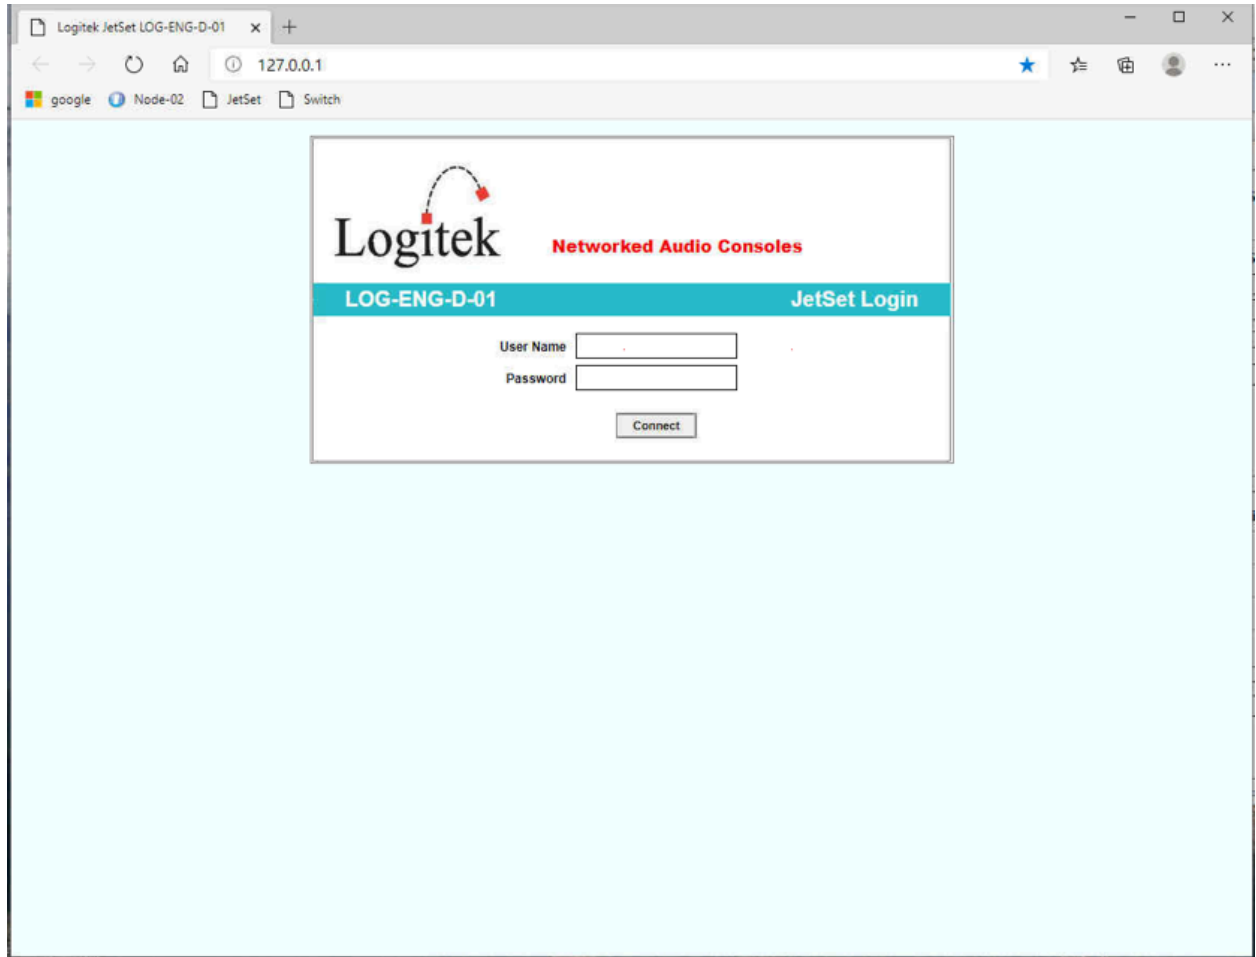 Logitek JetSet LOG-ENG-D-01
127.0.0.1
google Node-02 JetSet Switch
Logitek
Networked Audio Consoles
LOG-ENG-D-01 JetSet Login
User Name
Password
Connect